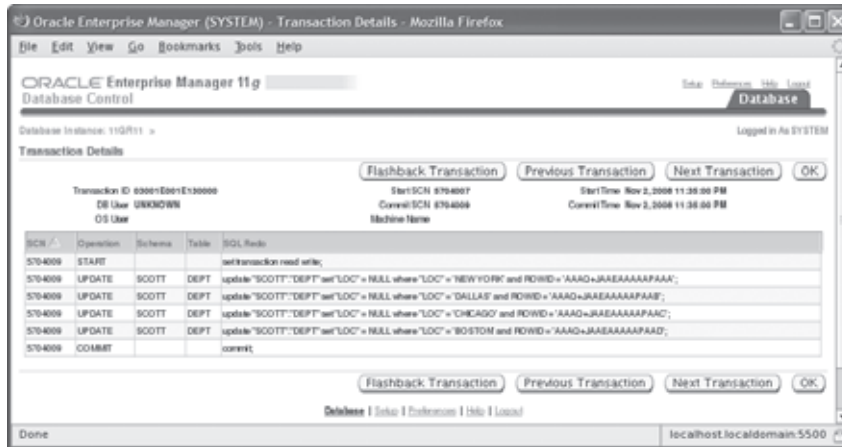 Oracle Enterprise Manager (SYSTEM) - Transaction Details - Mozilla Firefox
File Edit View Go Bookmarks Tools Help
ORACLE Enterprise Manager 11g
Database Control
Setup Preferences Help Logout
Database
Database Instance: 11GR11 >
Logged in As SYSTEM
Transaction Details
Flashback Transaction Previous Transaction Next Transaction OK
Transaction ID
Start SCN 5704007
Start Time Nov 2, 2008 11:35:00 PM
DB User UNKNOWN
Commit SCN 5704009
Commit Time Nov 2, 2008 11:35:00 PM
OS User
Machine Name
SCN Operation Schema Table SQL Redo
5704009 START set transaction read write;
5704009 UPDATE SCOTT DEPT update "SCOTT"."DEPT" set "LOC" = NULL where "LOC" = 'NEW YORK' and ROWID = 'AAAQ+JAAEAAAAAPAAA';
5704009 UPDATE SCOTT DEPT update "SCOTT"."DEPT" set "LOC" = NULL where "LOC" = 'DALLAS' and ROWID = 'AAAQ+JAAEAAAAAPAAB';
5704009 UPDATE SCOTT DEPT update "SCOTT"."DEPT" set "LOC" = NULL where "LOC" = 'CHICAGO' and ROWID = 'AAAQ+JAAEAAAAAPAAC';
5704009 UPDATE SCOTT DEPT update "SCOTT"."DEPT" set "LOC" = NULL where "LOC" = 'BOSTON' and ROWID = 'AAAQ+JAAEAAAAAPAAD';
5704009 COMMIT commit;
Flashback Transaction Previous Transaction Next Transaction OK
Database | Setup | Preferences | Help | Logout
Done
localhost.localdomain:5500